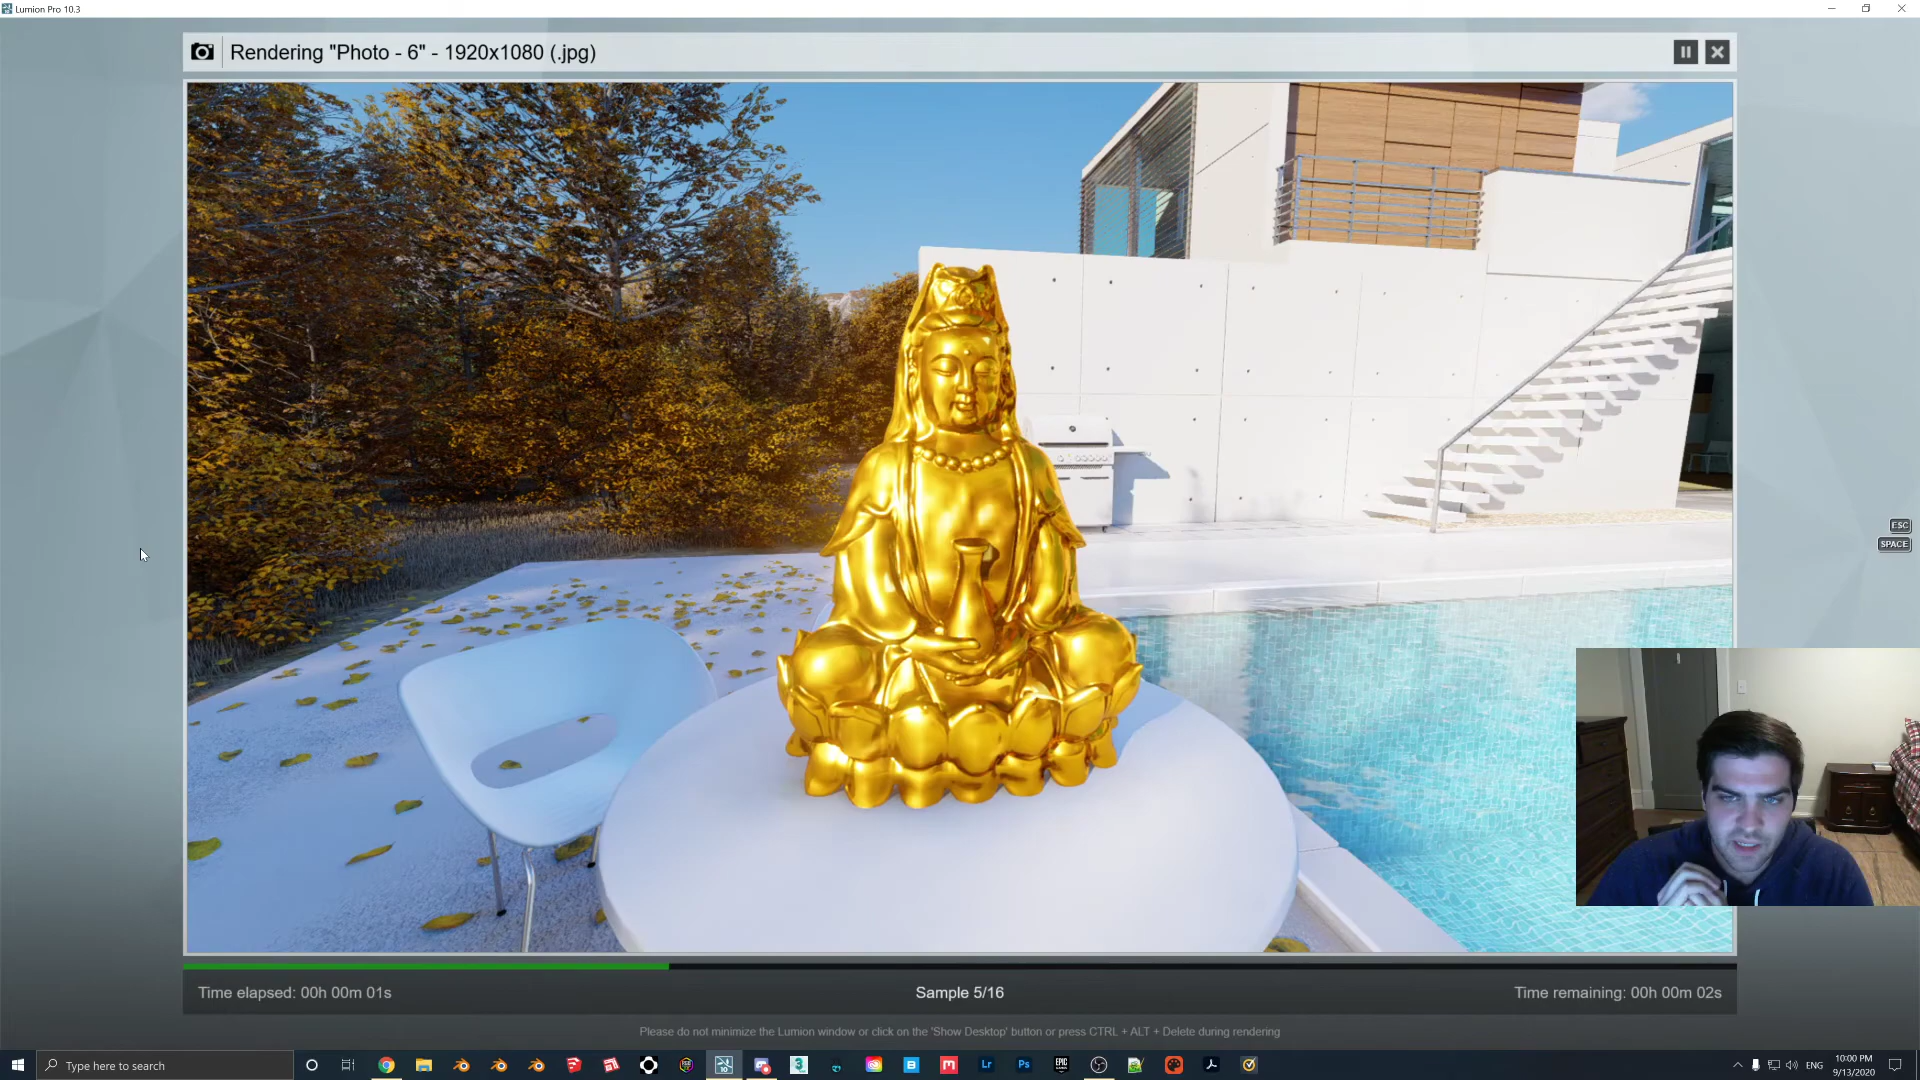 Lumion Pro 10.3
Rendering "Photo - 6" - 1920x1080 (.jpg)
ESC
SPACE
Time elapsed: 00h 00m 01s
Sample 5/16
Time remaining: 00h 00m 02s
Please do not minimize the Lumion window or click on the 'Show Desktop' button or press CTRL + ALT + Delete during rendering
Type here to search
10
B
Lr
Ps
EPIC
ENG
10:00 PM
9/13/2020